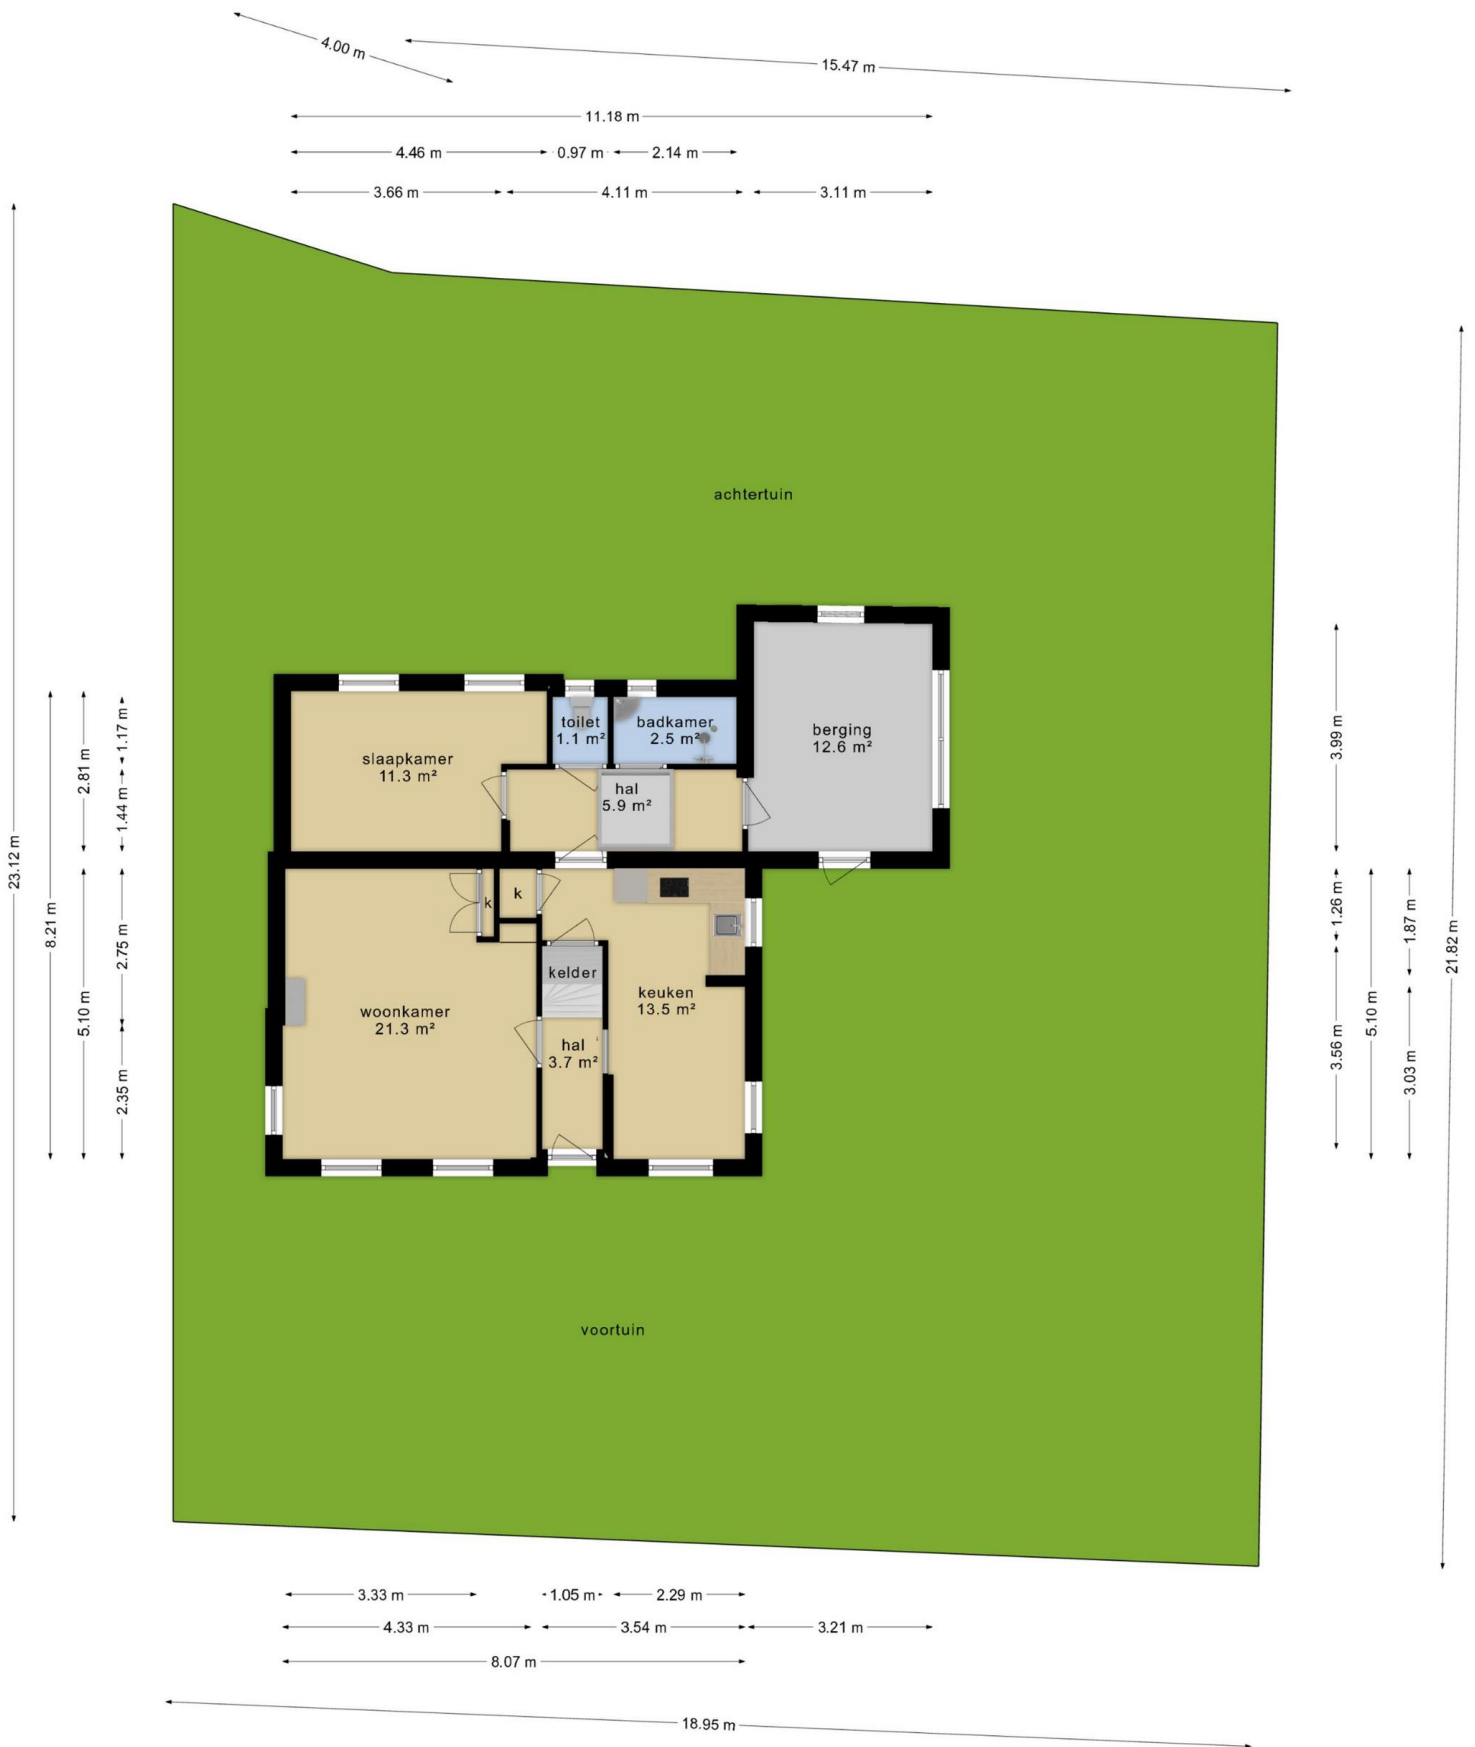 4.00 m
15.47 m
11.18 m
4.46 m
0.97 m
2.14 m
3.66 m
4.11 m
3.11 m
achtertuin
toilet
1.1 m²
badkamer
2.5 m²
berging
12.6 m²
slaapkamer
11.3 m²
hal
5.9 m²
k
k
kelder
keuken
13.5 m²
woonkamer
21.3 m²
hal
3.7 m²
voortuin
23.12 m
8.21 m
2.81 m
5.10 m
1.17 m
1.44 m
2.75 m
2.35 m
3.99 m
1.26 m
3.56 m
5.10 m
1.87 m
3.03 m
21.82 m
3.33 m
1.05 m
2.29 m
4.33 m
3.54 m
3.21 m
8.07 m
18.95 m